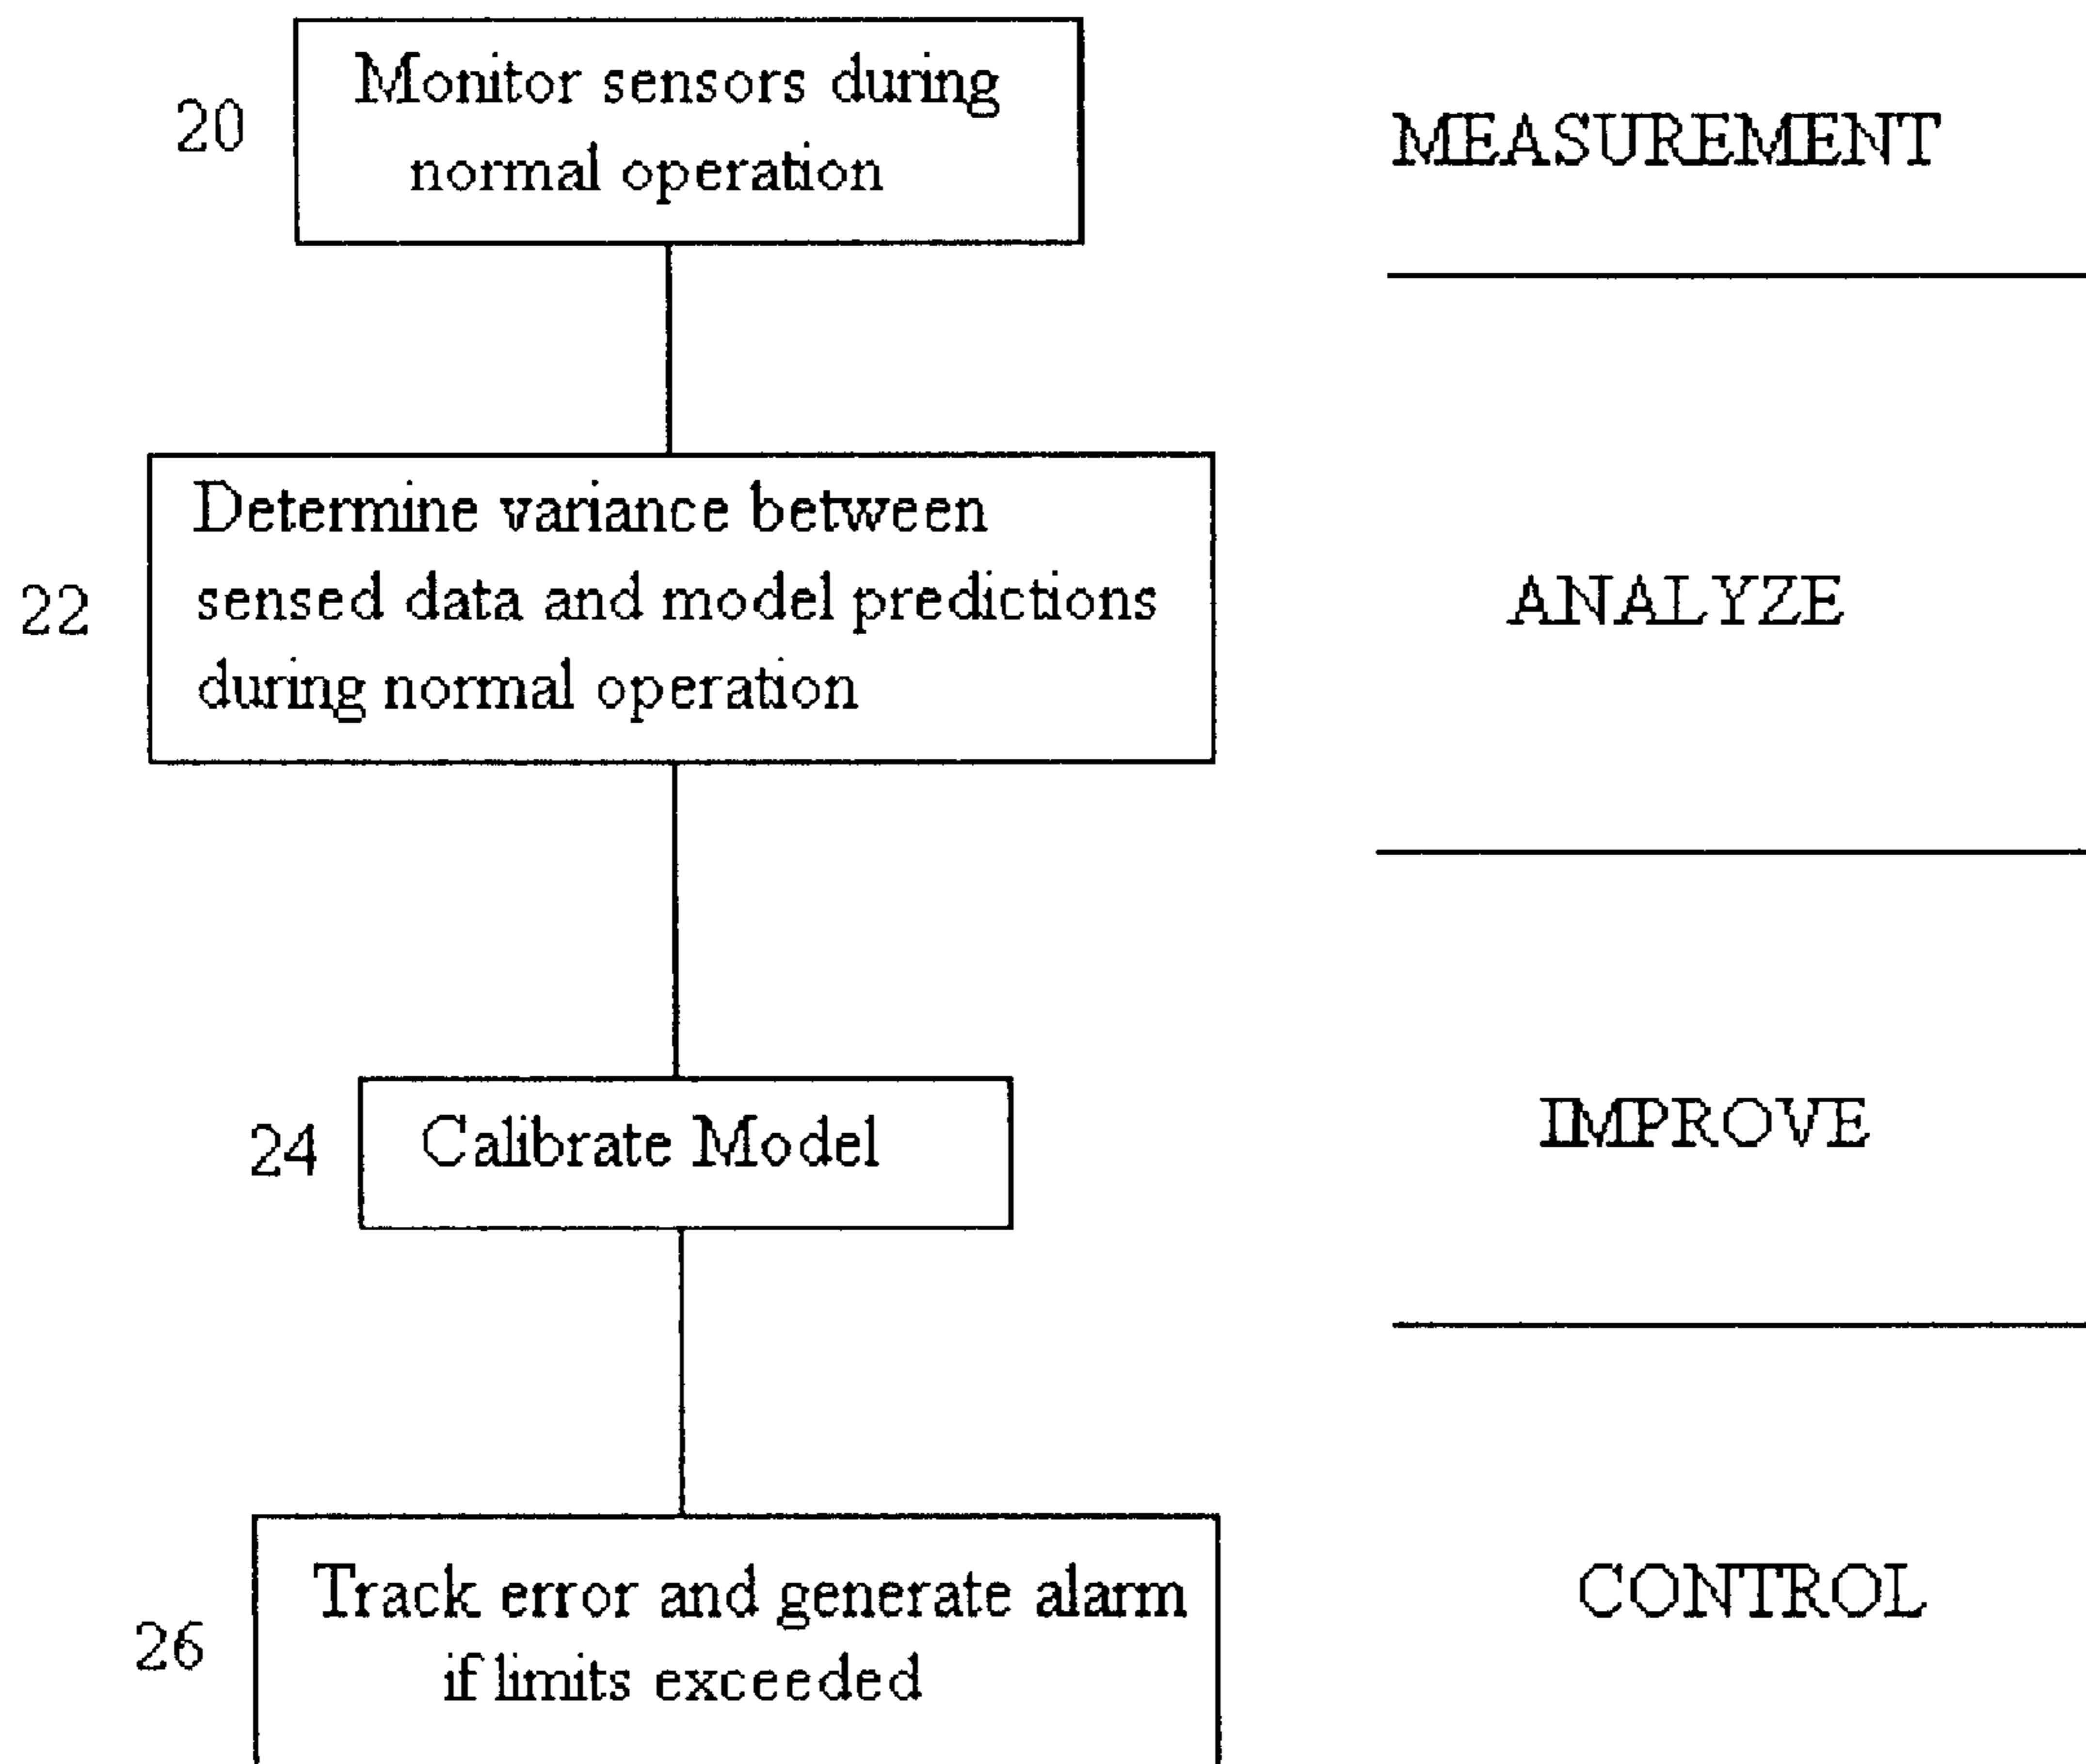 Monitor sensors during
normal operation
20
MEASUREMENT
Determine variance between
sensed data and model predictions
during normal operation
22
ANALYZE
Calibrate Model
24
IMPROVE
Track error and generate alarm
if limits exceeded
26
CONTROL